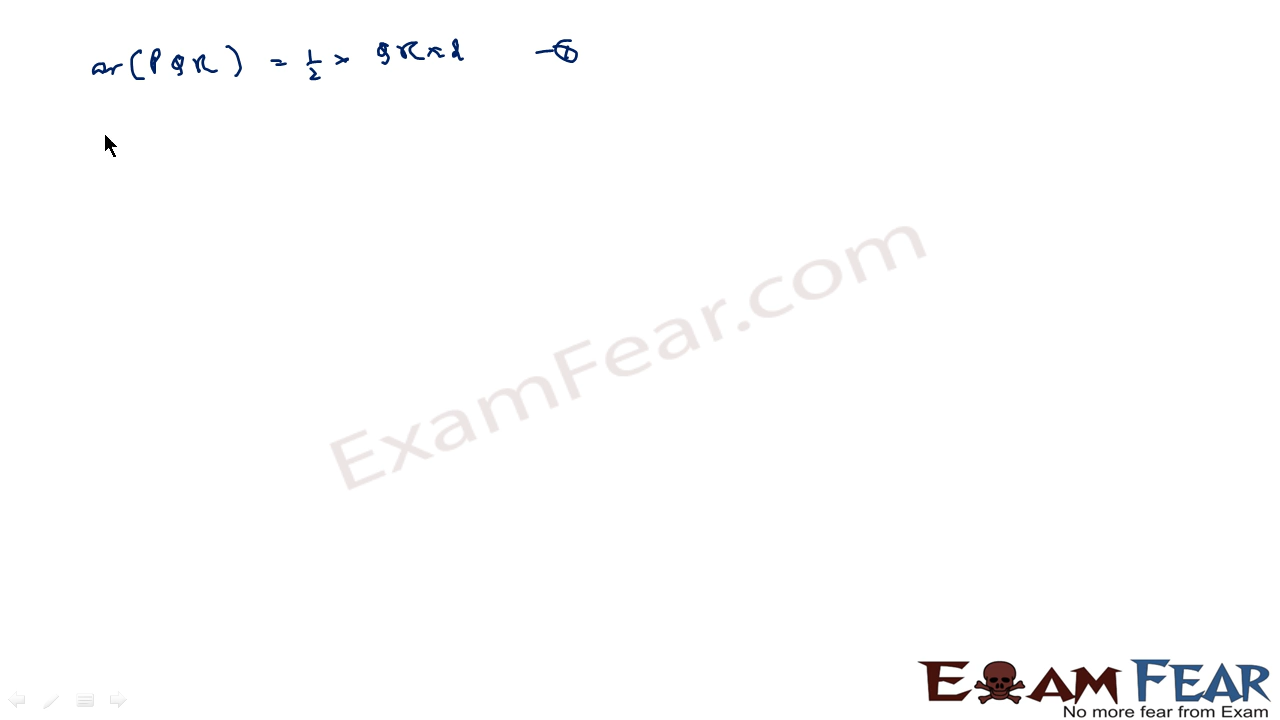 ar(PQR) = 1/2 × QR × d — ①
ExamFear.com
EXAM FEAR
No more fear from Exam